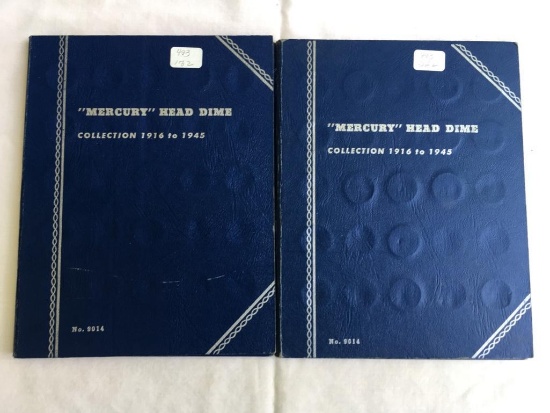 "MERCURY" HEAD DIME
COLLECTION 1916 to 1945
No. 9014
"MERCURY" HEAD DIME
COLLECTION 1916 to 1945
No. 9014